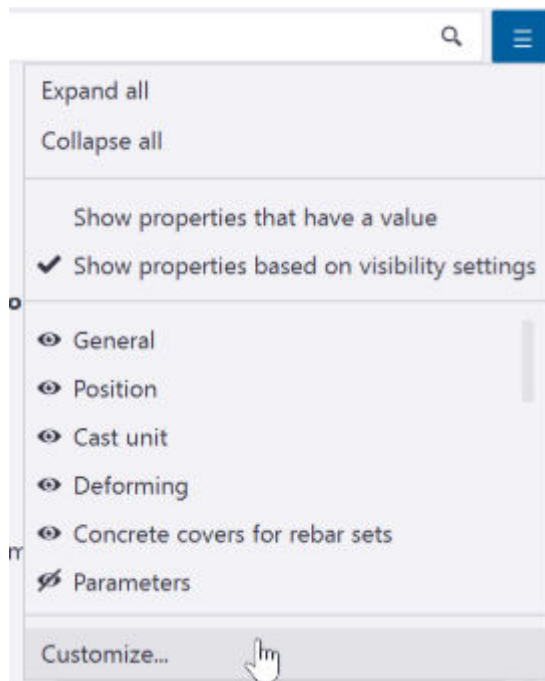 Expand all
Collapse all
Show properties that have a value
Show properties based on visibility settings
General
Position
Cast unit
Deforming
Concrete covers for rebar sets
Parameters
Customize...